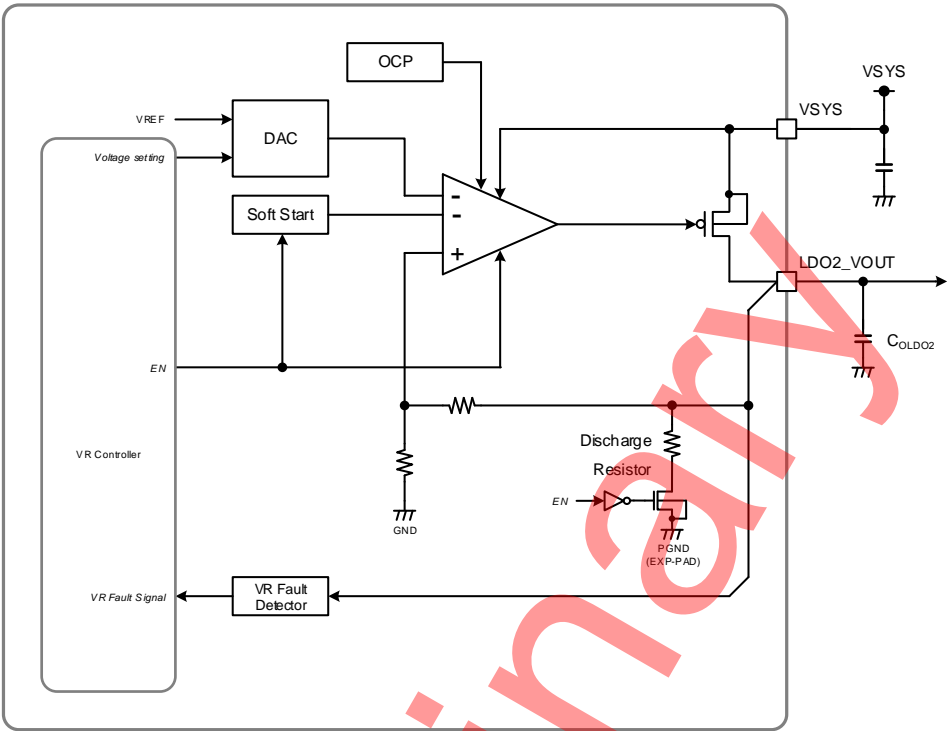 OCP
VSYS
VSYS
VREF
DAC
Voltage setting
Soft Start
-
-
+
LDO2_VOUT
COLDO2
EN
Discharge
Resistor
VR Controller
EN
GND
PGND
(EXP-PAD)
VR Fault Signal
VR Fault
Detector
inary